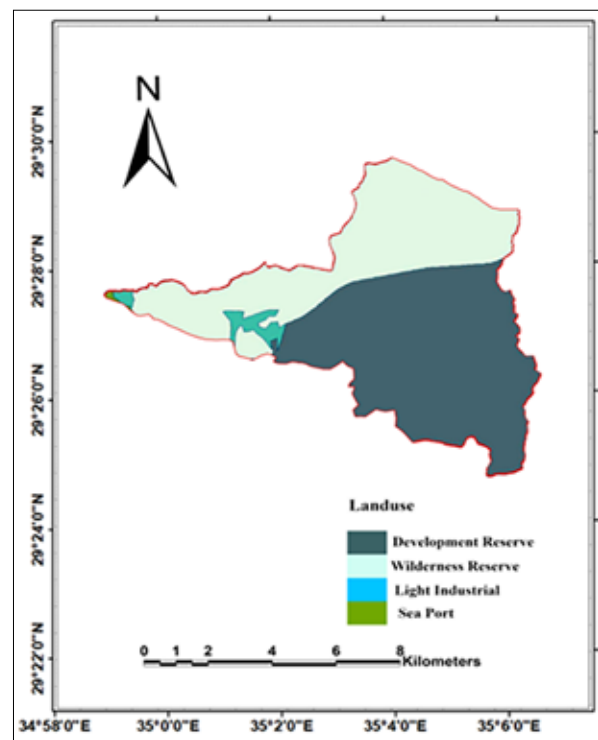 N
29°30'0"N
29°28'0"N
29°26'0"N
29°24'0"N
29°22'0"N
Landuse
Development Reserve
Wilderness Reserve
Light Industrial
Sea Port
0 1 2 4 6 8
Kilometers
34°58'0"E 35°0'0"E 35°2'0"E 35°4'0"E 35°6'0"E